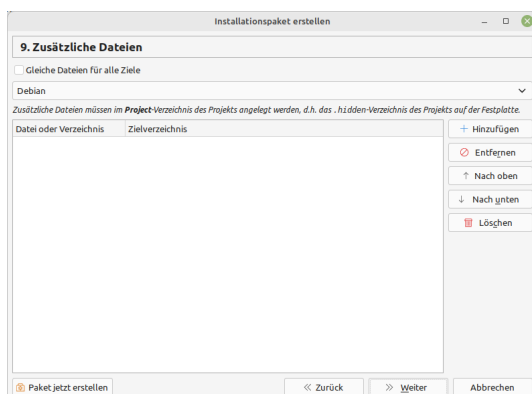 Installationspaket erstellen
9. Zusätzliche Dateien
Gleiche Dateien für alle Ziele
Debian
Zusätzliche Dateien müssen im Project-Verzeichnis des Projekts angelegt werden, d.h. das .hidden-Verzeichnis des Projekts auf der Festplatte.
Datei oder Verzeichnis Zielverzeichnis
Hinzufügen
Entfernen
Nach oben
Nach unten
Löschen
Paket jetzt erstellen Zurück Weiter Abbrechen